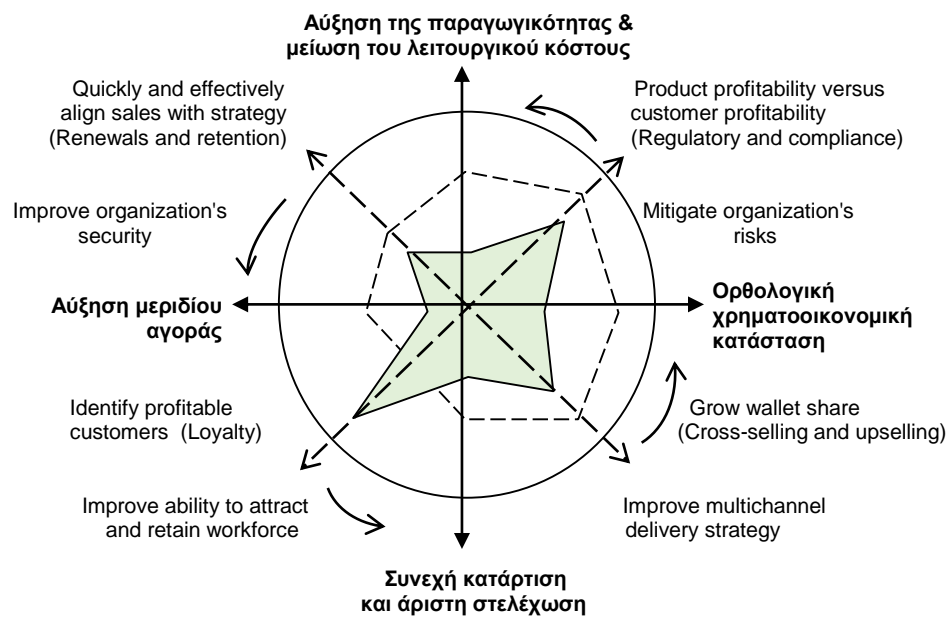 Αύξηση της παραγωγικότητας &
μείωση του λειτουργικού κόστους
Quickly and effectively
align sales with strategy
(Renewals and retention)
Product profitability versus
customer profitability
(Regulatory and compliance)
Improve organization's
security
Mitigate organization's
risks
Αύξηση μεριδίου
αγοράς
Ορθολογική
χρηματοοικονομική
κατάσταση
Identify profitable
customers (Loyalty)
Grow wallet share
(Cross-selling and upselling)
Improve ability to attract
and retain workforce
Improve multichannel
delivery strategy
Συνεχή κατάρτιση
και άριστη στελέχωση